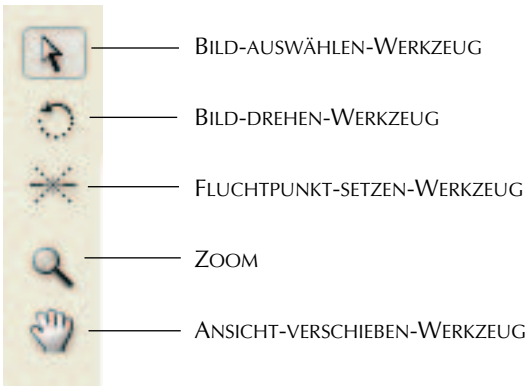 BILD-AUSWÄHLEN-WERKZEUG
BILD-DREHEN-WERKZEUG
FLUCHTPUNKT-SETZEN-WERKZEUG
ZOOM
ANSICHT-VERSCHIEBEN-WERKZEUG